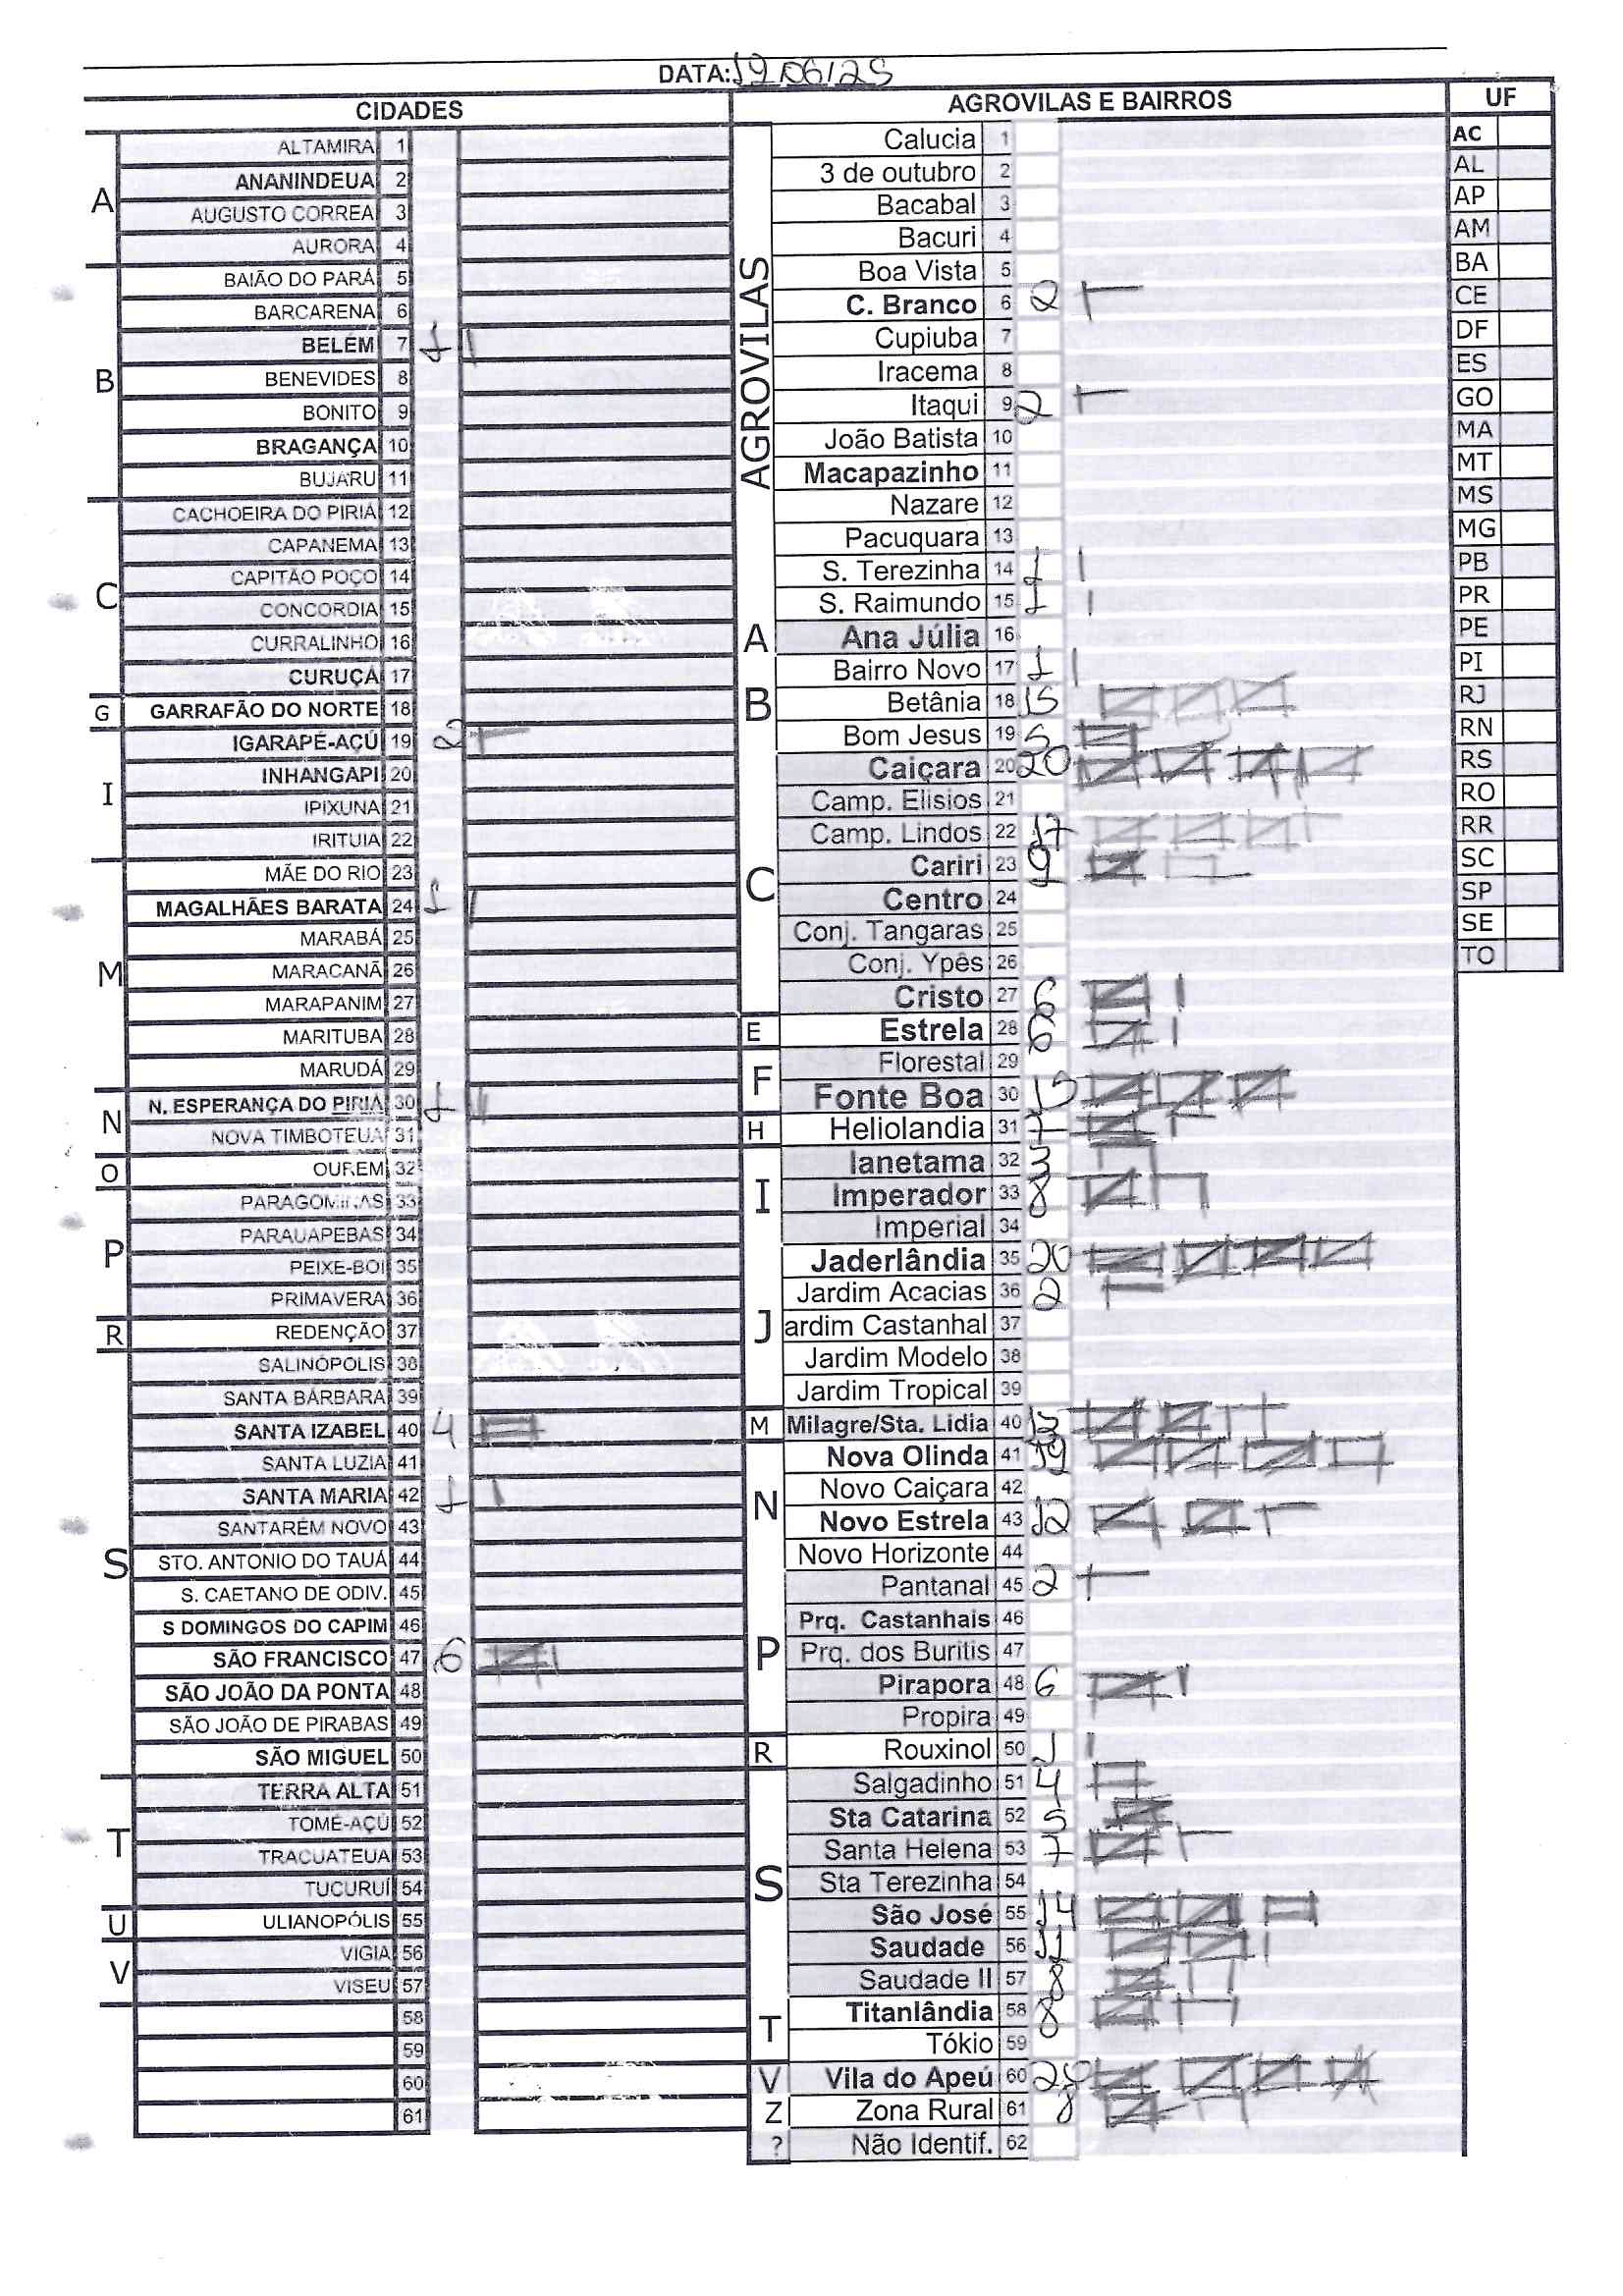 DATA: 19/06/25
CIDADES
A
ALTAMIRA 1
ANANINDEUA 2
AUGUSTO CORREA 3
AURORA 4
B
BAIÃO DO PARÁ 5
BARCARENA 6
BELÉM 7 1
BENEVIDES 8
BONITO 9
BRAGANÇA 10
BUJARU 11
C
CACHOEIRA DO PIRIÁ 12
CAPANEMA 13
CAPITÃO POÇO 14
CONCORDIA 15
CURRALINHO 16
CURUÇÁ 17
G
GARRAFÃO DO NORTE 18
I
IGARAPÉ-AÇÚ 19 2
INHANGAPI 20
IPIXUNA 21
IRITUIA 22
M
MÃE DO RIO 23
MAGALHÃES BARATA 24 1
MARABÁ 25
MARACANÃ 26
MARAPANIM 27
MARITUBA 28
MARUDÁ 29
N
N. ESPERANÇA DO PIRIÁ 30 1
NOVA TIMBOTEUA 31
O
OUREM 32
P
PARAGOMINAS 33
PARAUAPEBAS 34
PEIXE-BOI 35
PRIMAVERA 36
R
REDENÇÃO 37
S
SALINÓPOLIS 38
SANTA BÁRBARA 39
SANTA IZABEL 40 4
SANTA LUZIA 41
SANTA MARIA 42 1
SANTARÉM NOVO 43
STO. ANTONIO DO TAUÁ 44
S. CAETANO DE ODIV. 45
S DOMINGOS DO CAPIM 46
SÃO FRANCISCO 47 6
SÃO JOÃO DA PONTA 48
SÃO JOÃO DE PIRABAS 49
SÃO MIGUEL 50
T
TERRA ALTA 51
TOMÉ-AÇÚ 52
TRACUATEUA 53
TUCURUÍ 54
U
ULIANOPÓLIS 55
V
VIGIA 56
VISEU 57
58
59
60
61
AGROVILAS E BAIRROS
AGROVILAS
Calucia 1
3 de outubro 2
Bacabal 3
Bacuri 4
Boa Vista 5
C. Branco 6 2
Cupiuba 7
Iracema 8
Itaqui 9 2
João Batista 10
Macapazinho 11
Nazare 12
Pacuquara 13
S. Terezinha 14 1
S. Raimundo 15 1
A
Ana Júlia 16
B
Bairro Novo 17 1
Betânia 18 15
Bom Jesus 19 5
C
Caiçara 20 20
Camp. Elisios 21
Camp. Lindos 22 17
Cariri 23 9
Centro 24
Conj. Tangaras 25
Conj. Ypês 26
Cristo 27 6
E
Estrela 28 6
F
Florestal 29
Fonte Boa 30 15
H
Heliolandia 31 7
I
Ianetama 32 3
Imperador 33 8
Imperial 34
J
Jaderlândia 35 20
Jardim Acacias 36 2
ardim Castanhal 37
Jardim Modelo 38
Jardim Tropical 39
M
Milagre/Sta. Lidia 40 13
N
Nova Olinda 41 19
Novo Caiçara 42
Novo Estrela 43 12
Novo Horizonte 44
P
Pantanal 45 2
Prq. Castanhais 46
Prq. dos Buritis 47
Pirapora 48 6
Propira 49
R
Rouxinol 50 1
S
Salgadinho 51 4
Sta Catarina 52 5
Santa Helena 53 7
Sta Terezinha 54
São José 55 14
Saudade 56 11
Saudade II 57 8
T
Titanlândia 58 8
Tókio 59
V
Vila do Apeú 60
Z
Zona Rural 61 8
?
Não Identif. 62
UF
AC
AL
AP
AM
BA
CE
DF
ES
GO
MA
MT
MS
MG
PB
PR
PE
PI
RJ
RN
RS
RO
RR
SC
SP
SE
TO